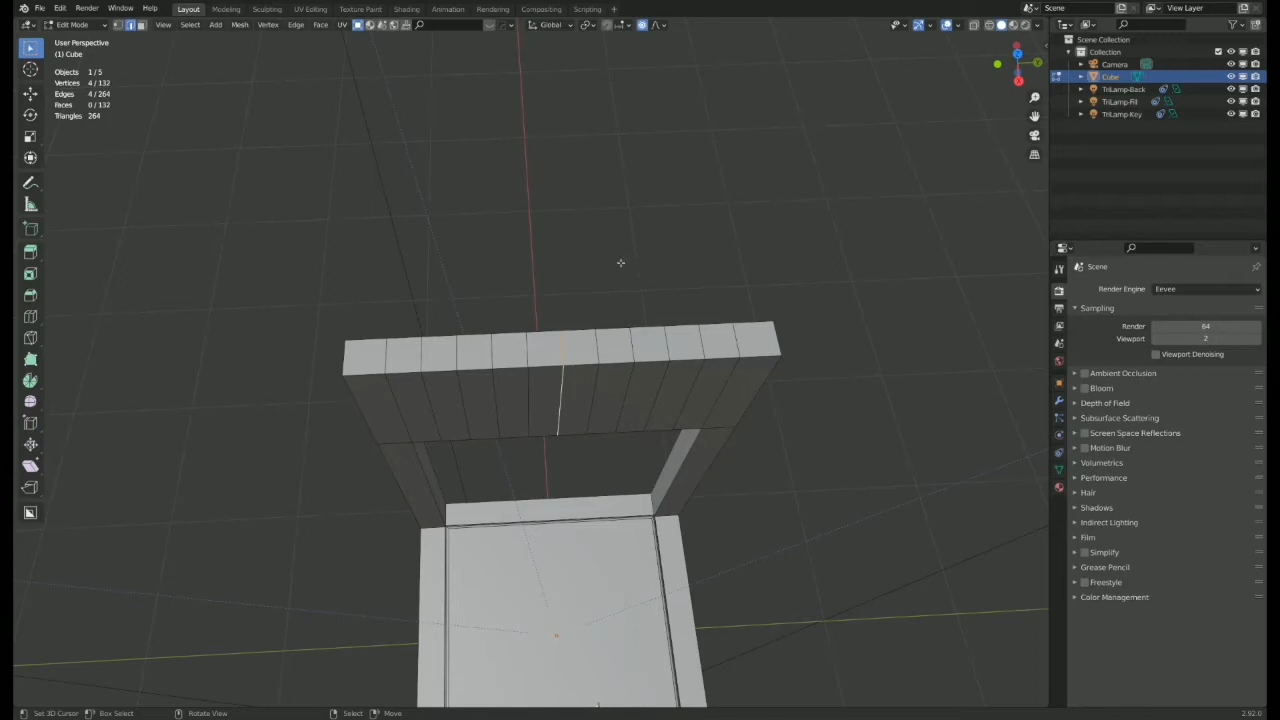 File Edit Render Window Help Layout Modeling Sculpting UV Editing Texture Paint Shading Animation Rendering Compositing Scripting + Scene View Layer
Edit Mode View Select Add Mesh Vertex Edge Face UV Global
User Perspective
(1) Cube
Objects 1/5
Vertices 4/132
Edges 4/264
Faces 0/132
Triangles 264
Z
Scene Collection
Collection
Camera
Cube
TriLamp-Back
TriLamp-Fill
TriLamp-Key
Scene
Render Engine Eevee
Sampling
Render 64
Viewport 2
Viewport Denoising
Ambient Occlusion
Bloom
Depth of Field
Subsurface Scattering
Screen Space Reflections
Motion Blur
Volumetrics
Performance
Hair
Shadows
Indirect Lighting
Film
Simplify
Grease Pencil
Freestyle
Color Management
Set 3D Cursor Box Select Rotate View Select Move 2.92.0